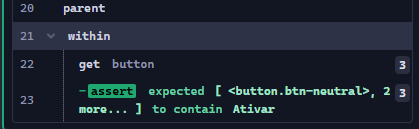 20 parent
21 within
22 get button 3
-assert expected [ <button.btn-neutral>, 2 3
23 more... ] to contain Ativar